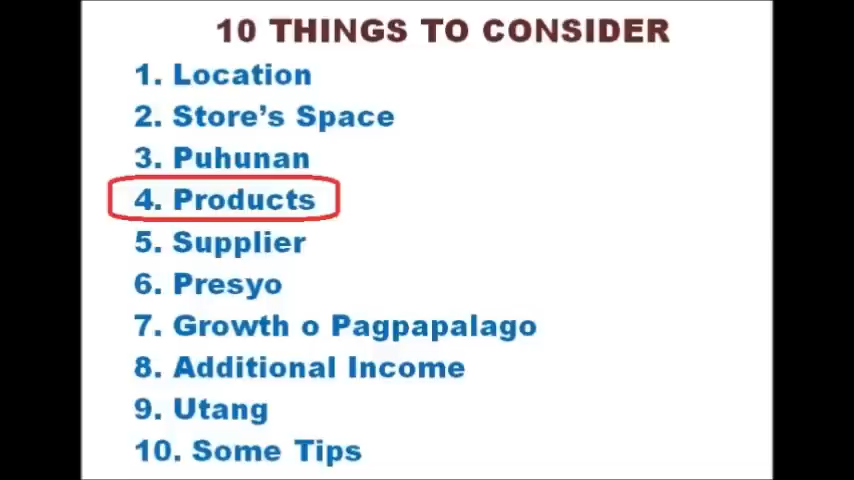 10 THINGS TO CONSIDER
1. Location
2. Store's Space
3. Puhunan
4. Products
5. Supplier
6. Presyo
7. Growth o Pagpapalago
8. Additional Income
9. Utang
10. Some Tips